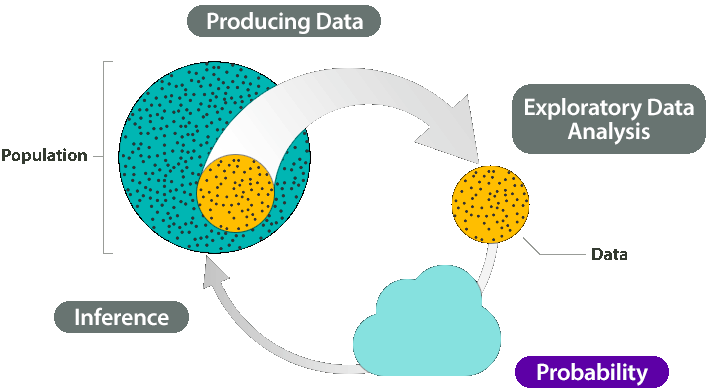 Producing Data
Exploratory Data
Analysis
Population
Data
Inference
Probability